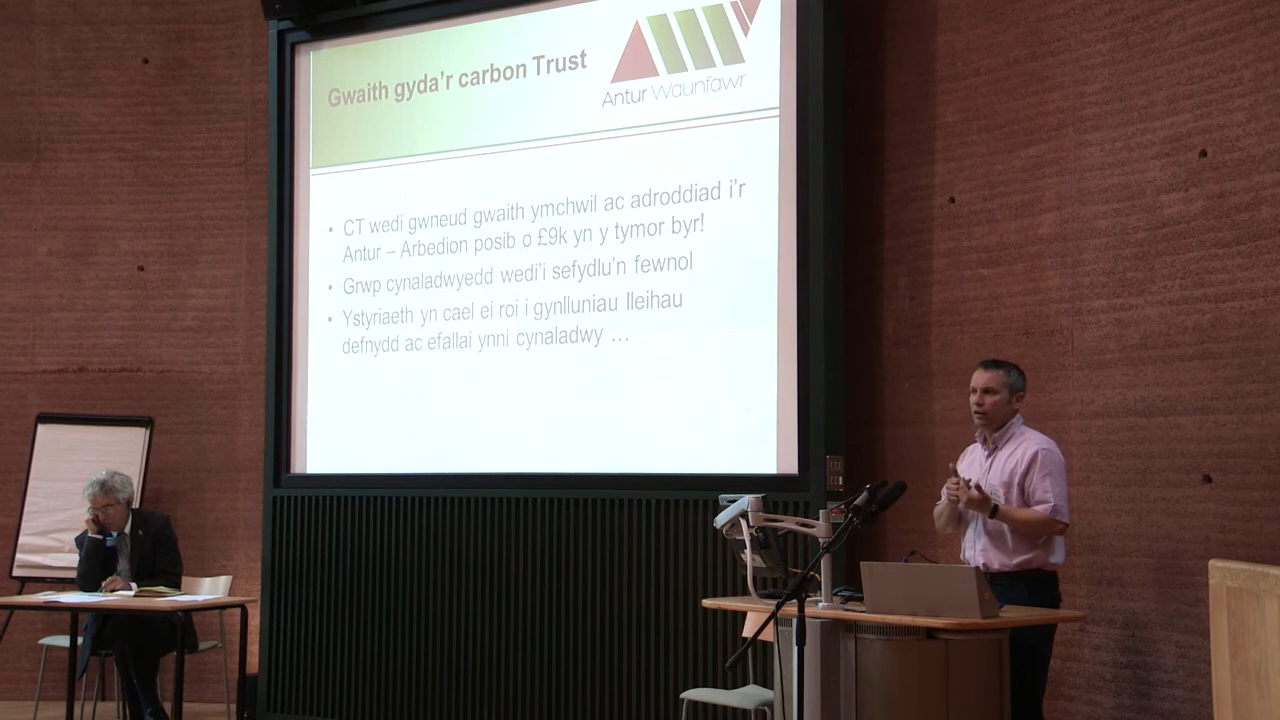 Gwaith gyda'r carbon Trust
Antur Waunfawr
• CT wedi gwneud gwaith ymchwil ac adroddiad i'r
Antur – Arbedion posib o £9k yn y tymor byr!
• Grwp cynaladwyedd wedi'i sefydlu'n fewnol
• Ystyriaeth yn cael ei roi i gynlluniau lleihau
defnydd ac efallai ynni cynaladwy …